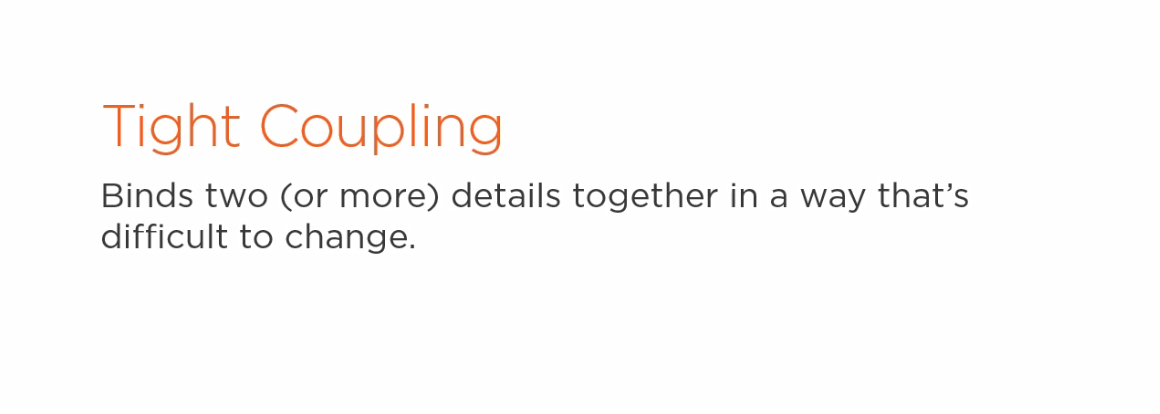 Tight Coupling
Binds two (or more) details together in a way that’s
difficult to change.